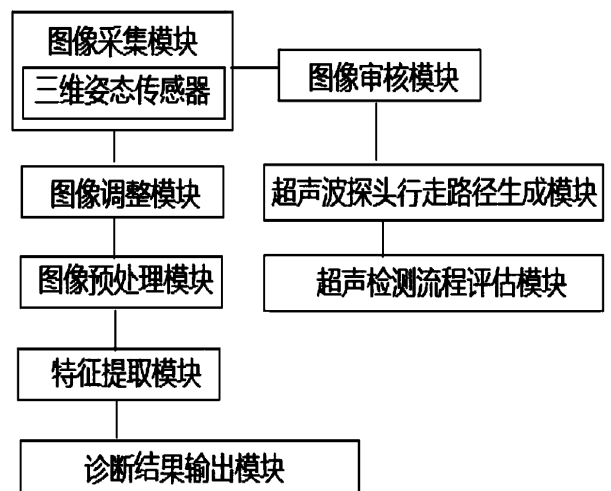 图像采集模块
三维姿态传感器
图像审核模块
图像调整模块
超声波探头行走路径生成模块
图像预处理模块
超声检测流程评估模块
特征提取模块
诊断结果输出模块